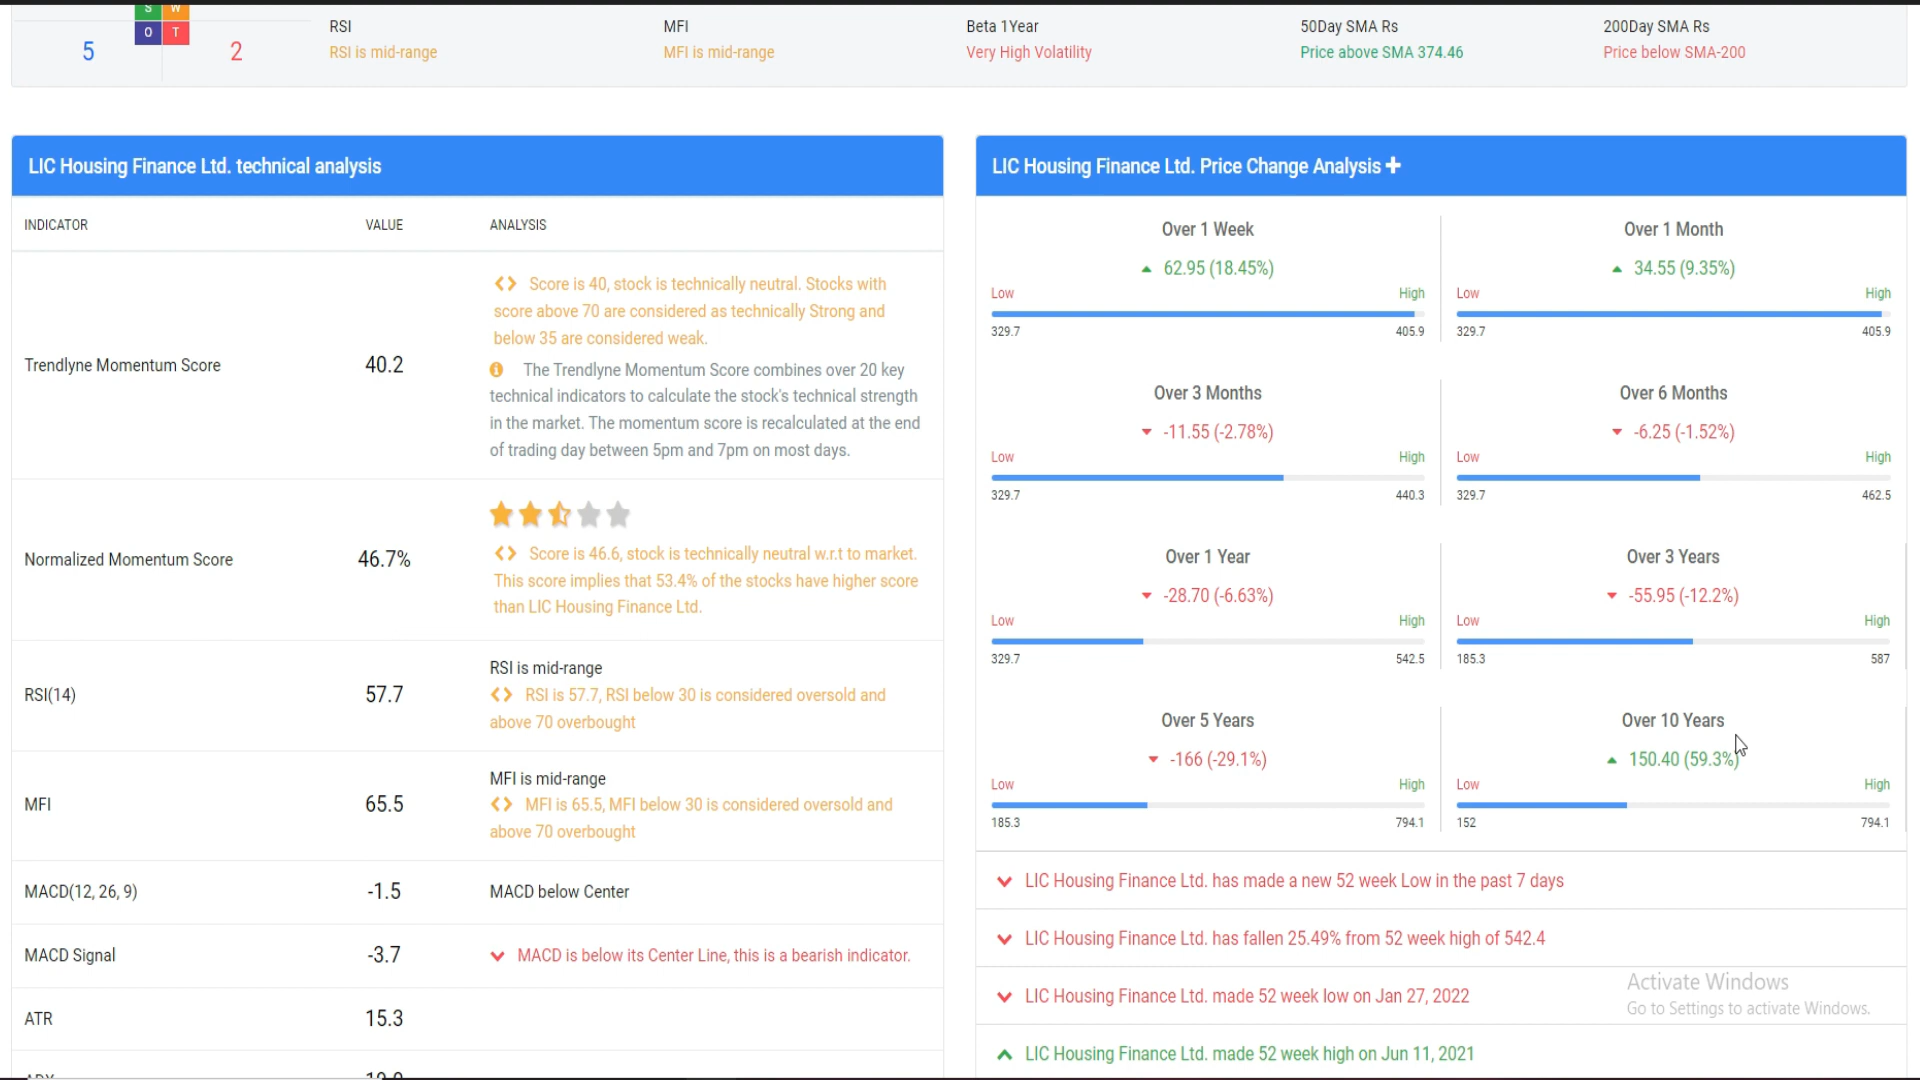 S W
O T
5
2
RSI
RSI is mid-range
MFI
MFI is mid-range
Beta 1Year
Very High Volatility
50Day SMA Rs
Price above SMA 374.46
200Day SMA Rs
Price below SMA-200
LIC Housing Finance Ltd. technical analysis
INDICATOR VALUE ANALYSIS
Trendlyne Momentum Score
40.2
Score is 40, stock is technically neutral. Stocks with
score above 70 are considered as technically Strong and
below 35 are considered weak.
The Trendlyne Momentum Score combines over 20 key
technical indicators to calculate the stock's technical strength
in the market. The momentum score is recalculated at the end
of trading day between 5pm and 7pm on most days.
Normalized Momentum Score
46.7%
Score is 46.6, stock is technically neutral w.r.t to market.
This score implies that 53.4% of the stocks have higher score
than LIC Housing Finance Ltd.
RSI(14)
57.7
RSI is mid-range
RSI is 57.7, RSI below 30 is considered oversold and
above 70 overbought
MFI
65.5
MFI is mid-range
MFI is 65.5, MFI below 30 is considered oversold and
above 70 overbought
MACD(12, 26, 9) -1.5 MACD below Center
MACD Signal -3.7 MACD is below its Center Line, this is a bearish indicator.
ATR 15.3
LIC Housing Finance Ltd. Price Change Analysis +
Over 1 Week
62.95 (18.45%)
Low High
329.7 405.9
Over 1 Month
34.55 (9.35%)
Low High
329.7 405.9
Over 3 Months
-11.55 (-2.78%)
Low High
329.7 440.3
Over 6 Months
-6.25 (-1.52%)
Low High
329.7 462.5
Over 1 Year
-28.70 (-6.63%)
Low High
329.7 542.5
Over 3 Years
-55.95 (-12.2%)
Low High
185.3 587
Over 5 Years
-166 (-29.1%)
Low High
185.3 794.1
Over 10 Years
150.40 (59.3%)
Low High
152 794.1
LIC Housing Finance Ltd. has made a new 52 week Low in the past 7 days
LIC Housing Finance Ltd. has fallen 25.49% from 52 week high of 542.4
LIC Housing Finance Ltd. made 52 week low on Jan 27, 2022
LIC Housing Finance Ltd. made 52 week high on Jun 11, 2021
Activate Windows
Go to Settings to activate Windows.